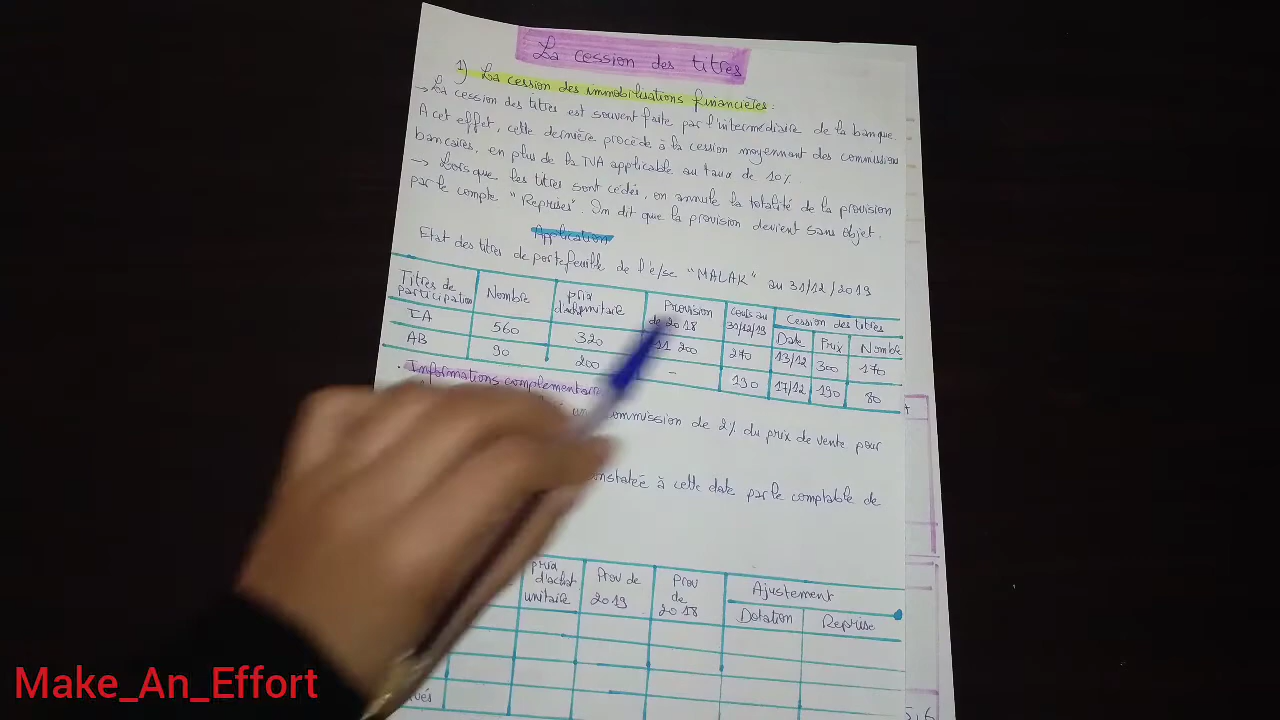 La cession des titres
1) La cession des immobilisations financières :
→ La cession des titres est souvent faite par l'intermédiaire de la banque.
A cet effet, cette dernière procède à la cession moyennant des commissions
bancaires, en plus de la TVA applicable au taux de 10%.
→ Lorsque les titres sont cédés, on annule la totalité de la provision
par le compte "Reprises". On dit que la provision devient sans objet.
Application
Etat des titres de portefeuille de l'e/se "MALAK" au 31/12/2019
Titres de participation Nombre prix d'achat unitaire Provision de 2018 Cours au 31/12/19 Cession des titres
Date Prix Nombre
IA 560 320 11 200 270 13/12 300 170
AB 90 200 - 190 17/12 190 80
. Informations complementaires
commission de 2% du prix de vente pour
constatée à cette date par le comptable de
prix d'achat unitaire Prov de 2019 Prov de 2018 Ajustement
Dotation Reprise
Make_An_Effort